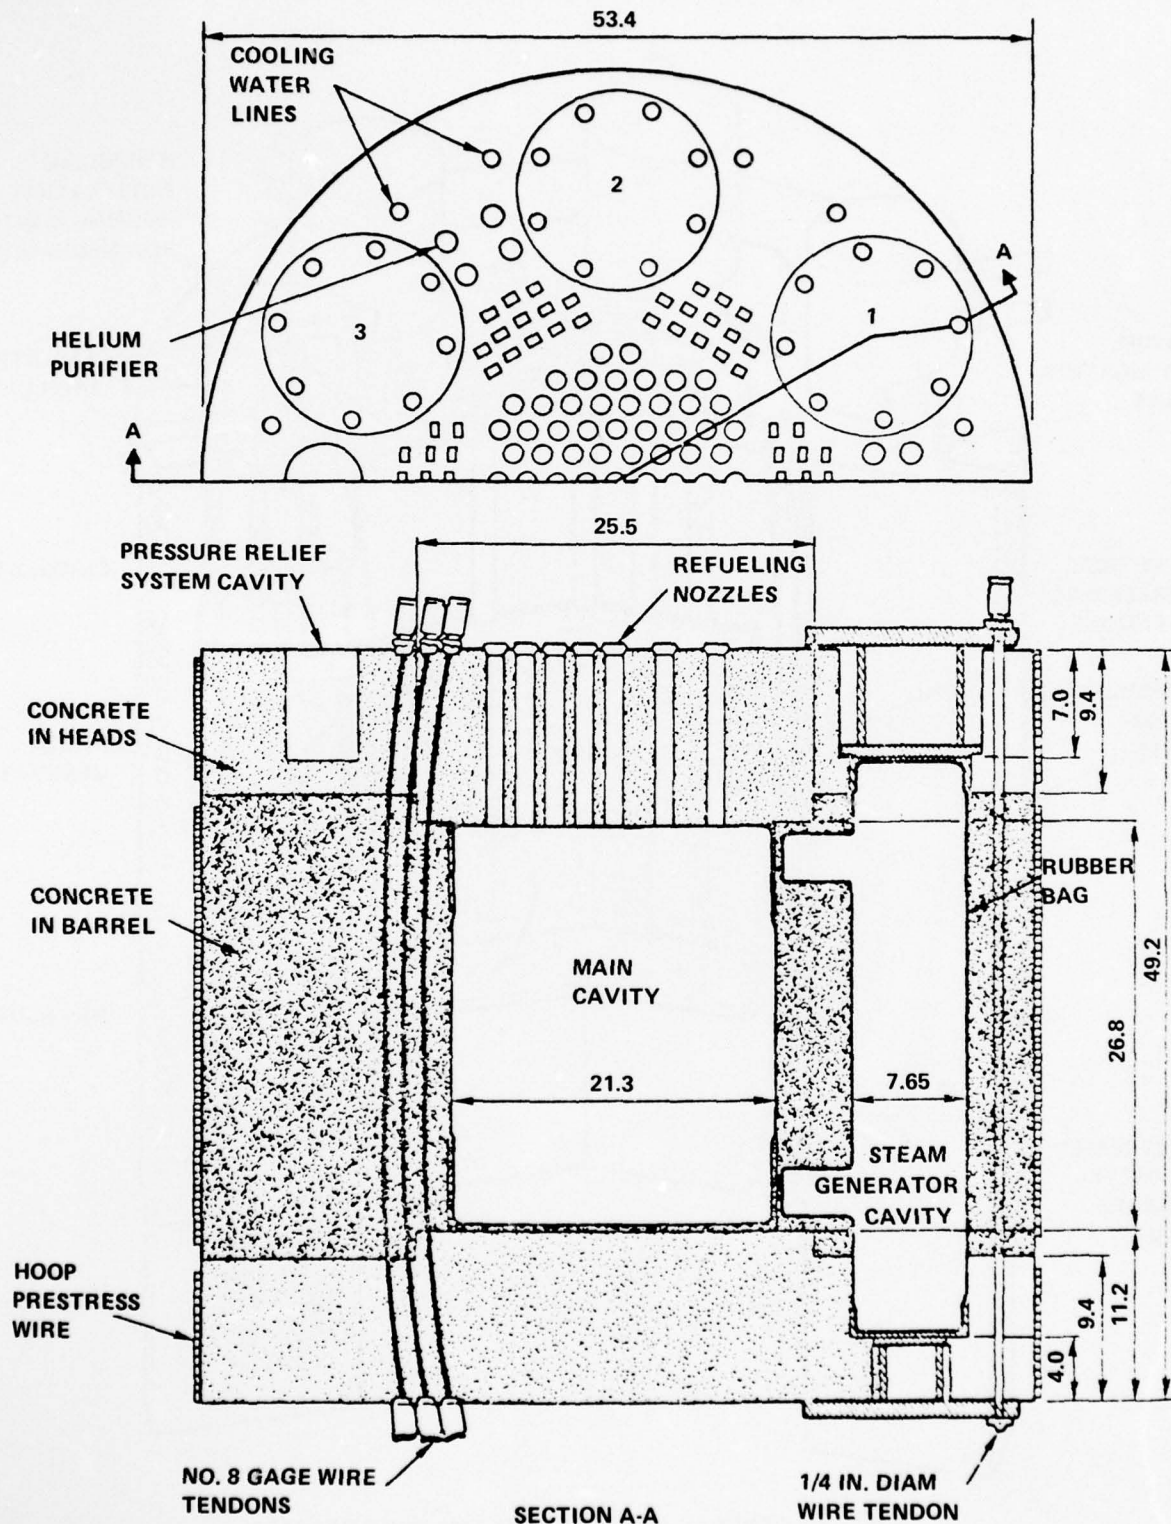 53.4
COOLING
WATER
LINES
2
A
3
1
HELIUM
PURIFIER
A
25.5
PRESSURE RELIEF
SYSTEM CAVITY
REFUELING
NOZZLES
7.0
9.4
CONCRETE
IN HEADS
CONCRETE
IN BARREL
RUBBER
BAG
MAIN
CAVITY
49.2
26.8
21.3
7.65
STEAM
GENERATOR
CAVITY
HOOP
PRESTRESS
WIRE
4.0
9.4
11.2
NO. 8 GAGE WIRE
TENDONS
SECTION A-A
1/4 IN. DIAM
WIRE TENDON